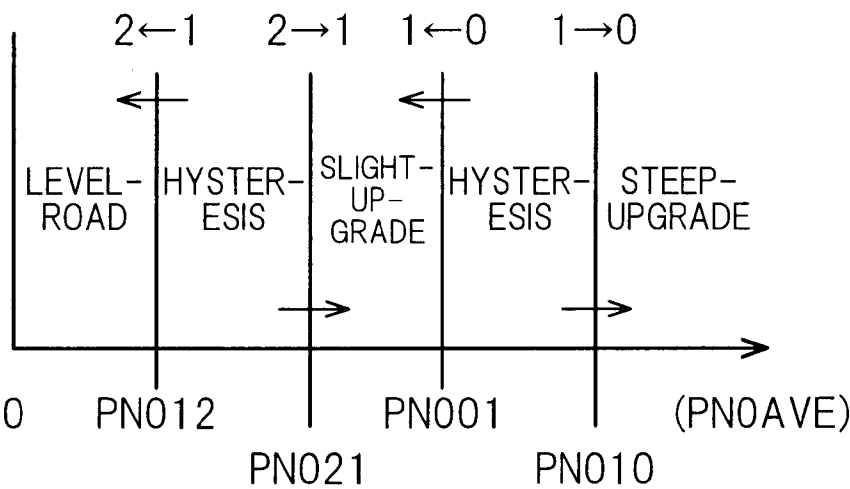 2←1 2→1 1←0 1→0
LEVEL-
ROAD
HYSTER-
ESIS
SLIGHT-
UP-
GRADE
HYSTER-
ESIS
STEEP-
UPGRADE
0 PN012 PN001 (PNOAVE)
PN021 PN010